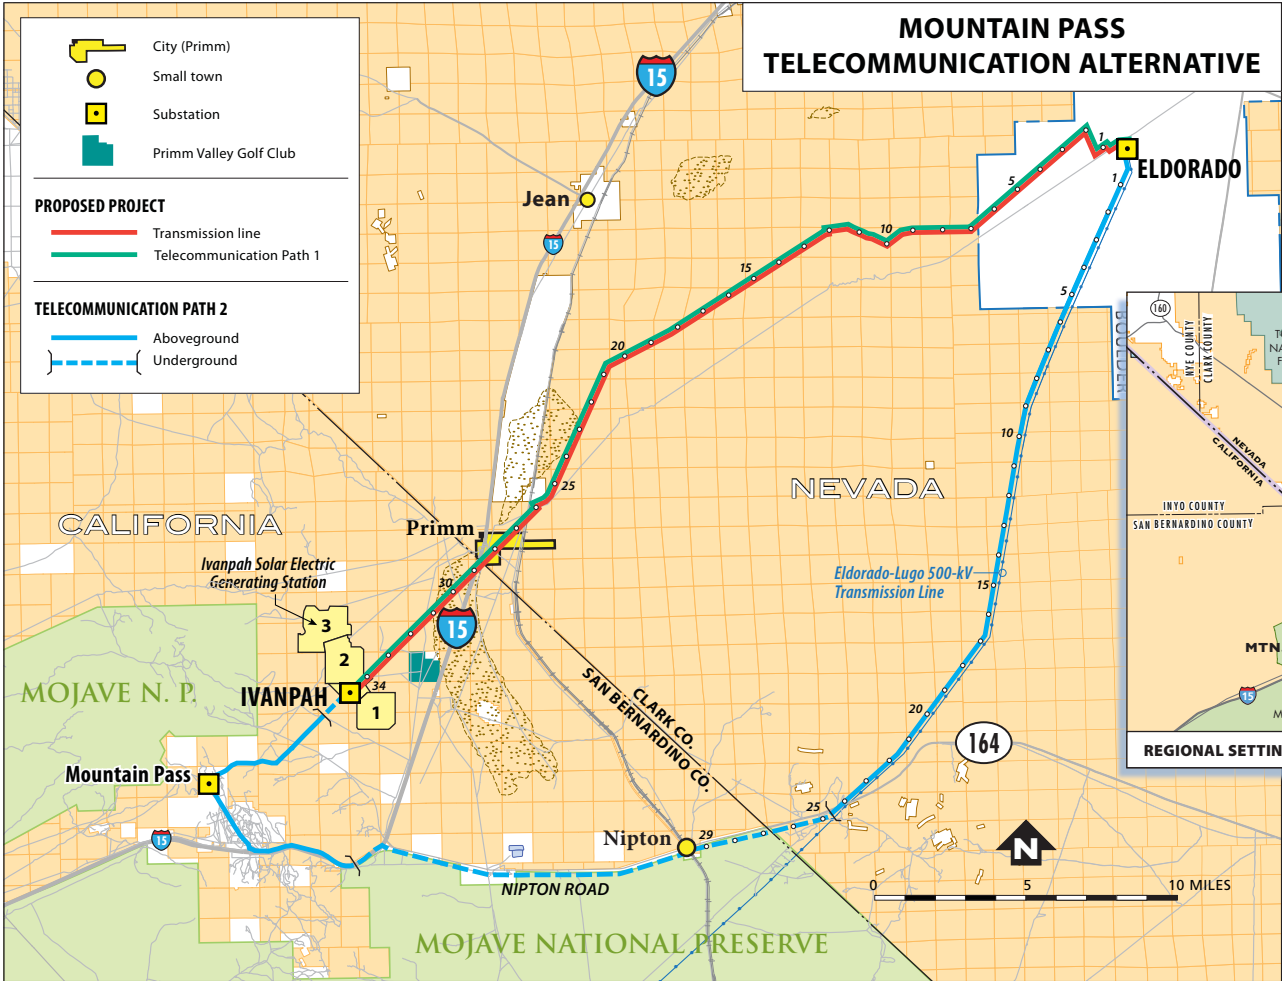 MOUNTAIN PASS
TELECOMMUNICATION ALTERNATIVE
City (Primm)
Small town
Substation
Primm Valley Golf Club
PROPOSED PROJECT
Transmission line
Telecommunication Path 1
TELECOMMUNICATION PATH 2
Aboveground
Underground
15
Jean
15
1
ELDORADO
1
5
10
15
5
20
BOULDER
160
NYE COUNTY
CLARK COUNTY
NEVADA
CALIFORNIA
INYO COUNTY
SAN BERNARDINO COUNTY
MTN
15
REGIONAL SETTIN
10
25
NEVADA
CALIFORNIA
Primm
Ivanpah Solar Electric
Generating Station
Eldorado-Lugo 500-kV
Transmission Line
15
30
15
3
2
1
34
MOJAVE N. P.
IVANPAH
CLARK CO.
SAN BERNARDINO CO.
20
164
Mountain Pass
25
15
Nipton
29
N
NIPTON ROAD
0 5 10 MILES
MOJAVE NATIONAL PRESERVE